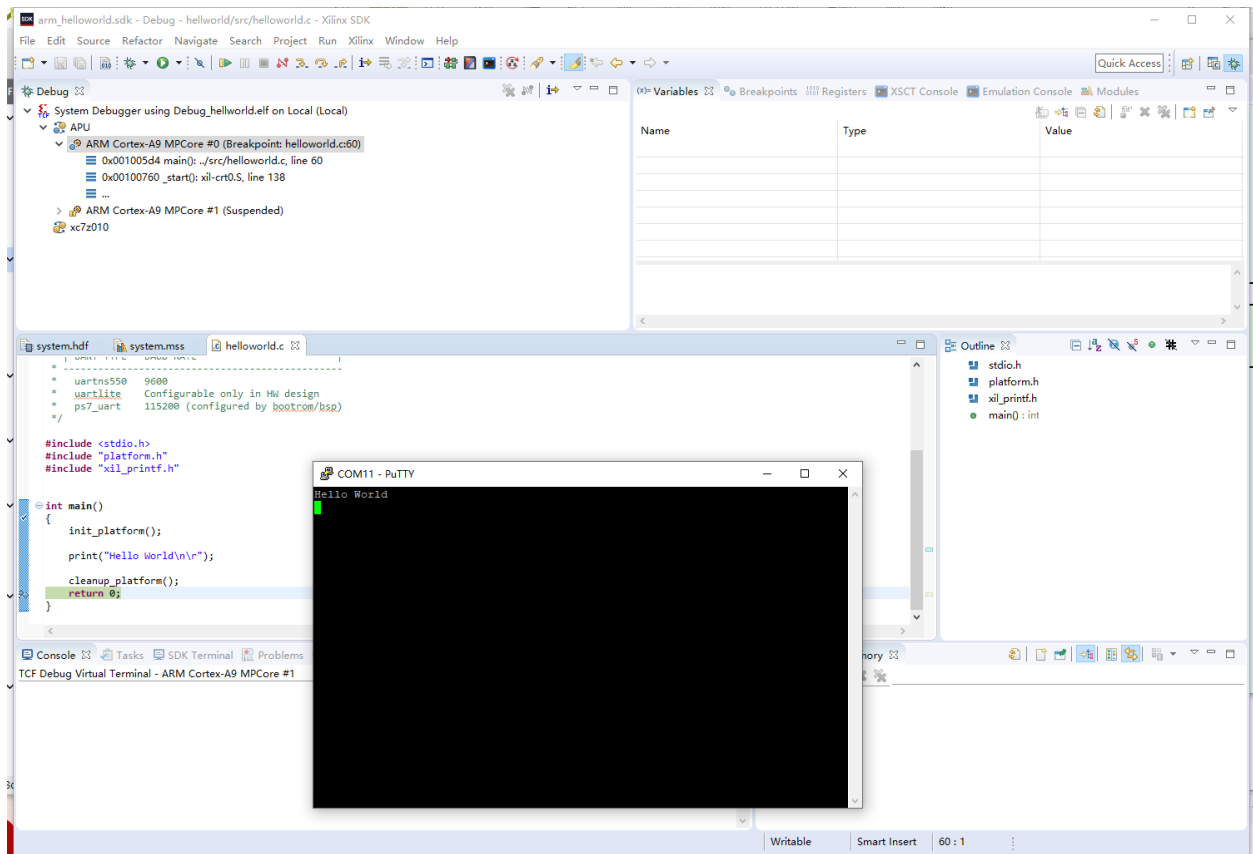 arm_helloworld.sdk - Debug - hellworld/src/helloworld.c - Xilinx SDK
File Edit Source Refactor Navigate Search Project Run Xilinx Window Help
Quick Access
Debug
System Debugger using Debug_hellworld.elf on Local (Local)
APU
ARM Cortex-A9 MPCore #0 (Breakpoint: helloworld.c:60)
0x001005d4 main(): ../src/helloworld.c, line 60
0x00100760 _start(): xil-crt0.S, line 138
...
ARM Cortex-A9 MPCore #1 (Suspended)
xc7z010
(x)= Variables Breakpoints Registers XSCT Console Emulation Console Modules
Name Type Value
system.hdf system.mss helloworld.c
* ------------------------------------------------
* uartns550 9600
* uartlite Configurable only in HW design
* ps7_uart 115200 (configured by bootrom/bsp)
*/
#include <stdio.h>
#include "platform.h"
#include "xil_printf.h"
int main()
{
init_platform();
print("Hello World\n\r");
cleanup_platform();
return 0;
}
Outline
stdio.h
platform.h
xil_printf.h
main() : int
COM11 - PuTTY
Hello World
Console Tasks SDK Terminal Problems
TCF Debug Virtual Terminal - ARM Cortex-A9 MPCore #1
Writable Smart Insert 60 : 1